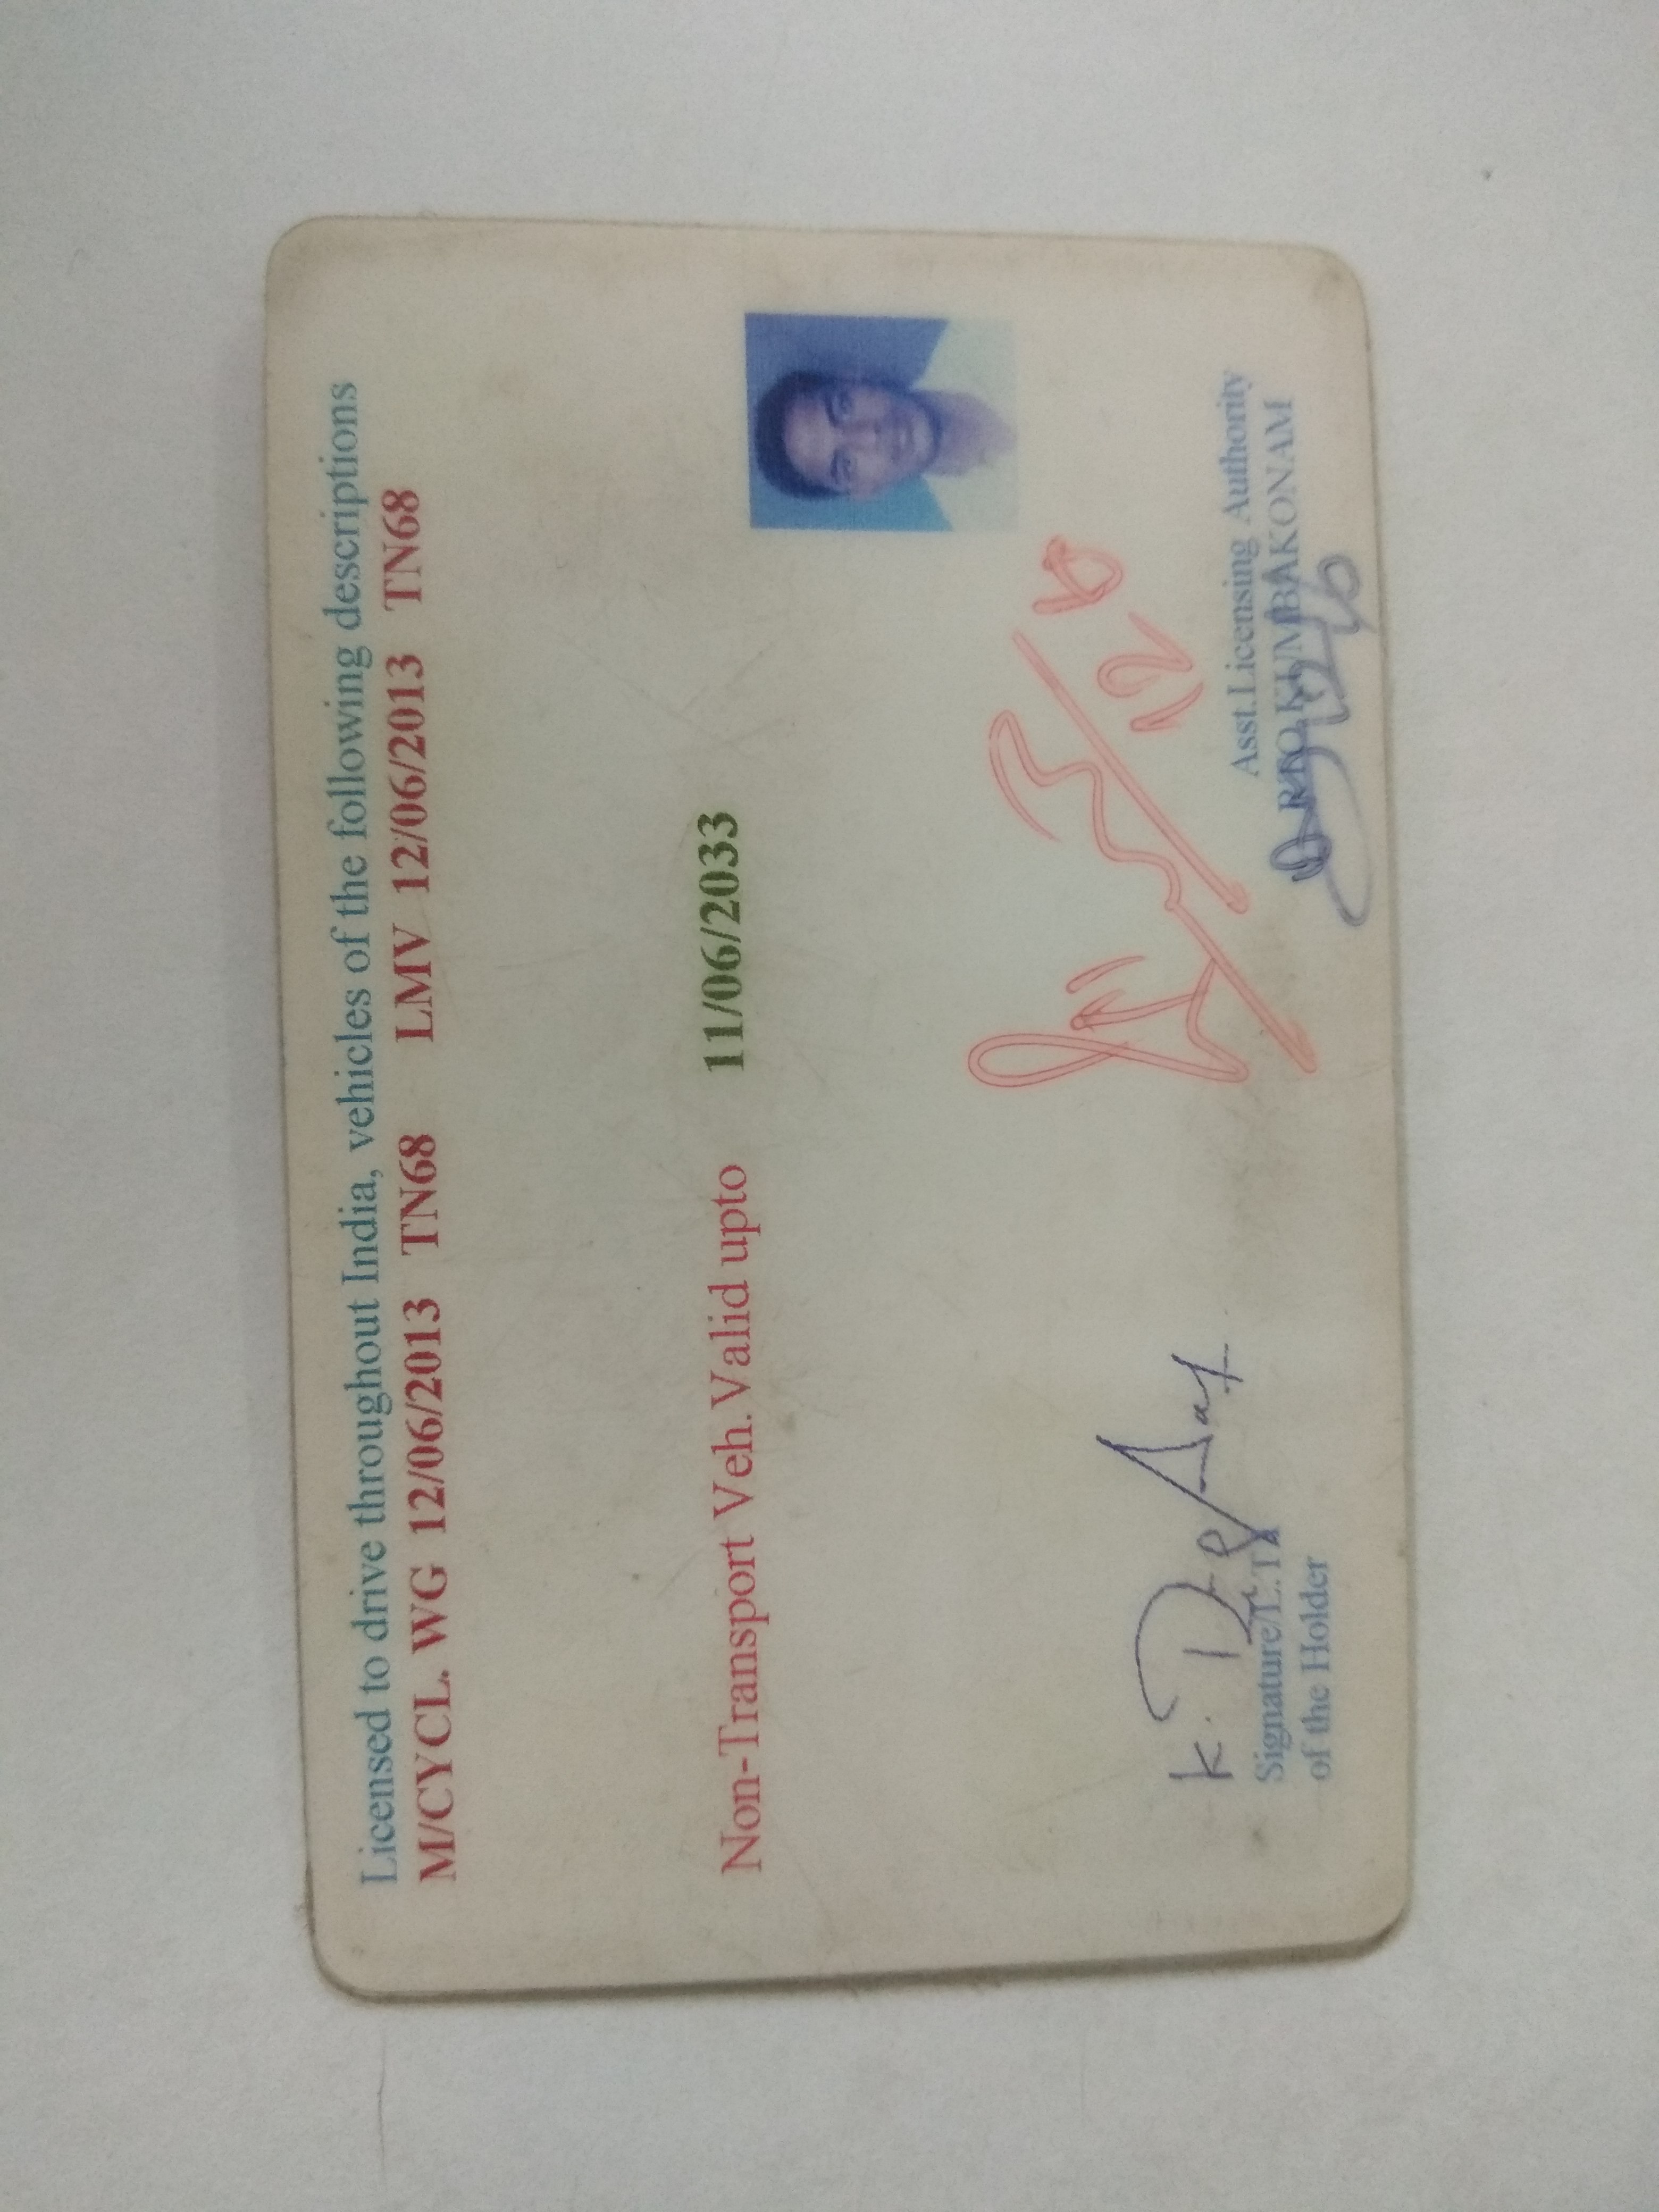 Licensed to drive throughout India, vehicles of the following descriptions
M/CYCL. WG 12/06/2013 TN68 LMV 12/06/2013 TN68
Non-Transport Veh. Valid upto 11/06/2033
K.
Signature/L.T.I
of the Holder
Asst.Licensing Authority
RTO,KUMBAKONAM